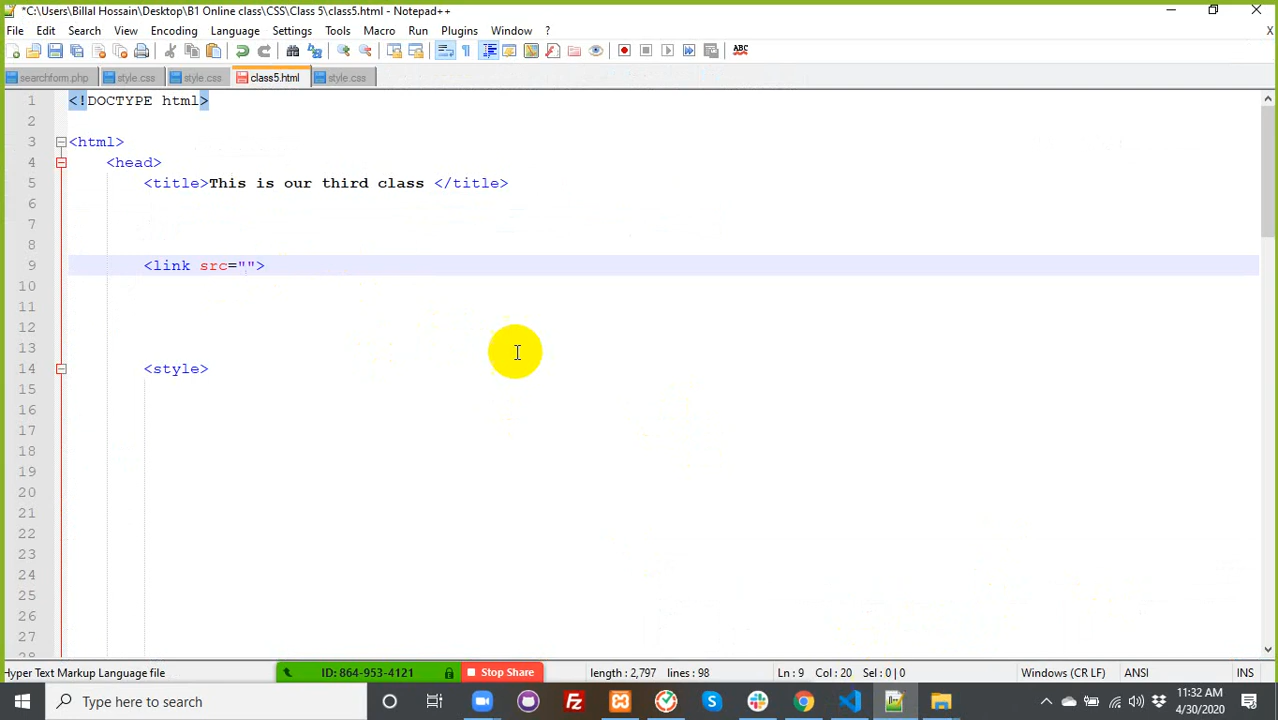 *C:\Users\Billal Hossain\Desktop\B1 Online class\CSS\Class 5\class5.html - Notepad++
File Edit Search View Encoding Language Settings Tools Macro Run Plugins Window ? X
ABC
searchform.php style.css style.css class5.html style.css
1 <!DOCTYPE html>
2
3 <html>
4 <head>
5 <title>This is our third class </title>
6
7
8
9 <link src="">
10
11
12
13
14 <style>
15
16
17
18
19
20
21
22
23
24
25
26
27
28
Hyper Text Markup Language file ID: 864-953-4121 Stop Share length : 2,797 lines : 98 Ln : 9 Col : 20 Sel : 0 | 0 Windows (CR LF) ANSI INS
Type here to search 11:32 AM
4/30/2020